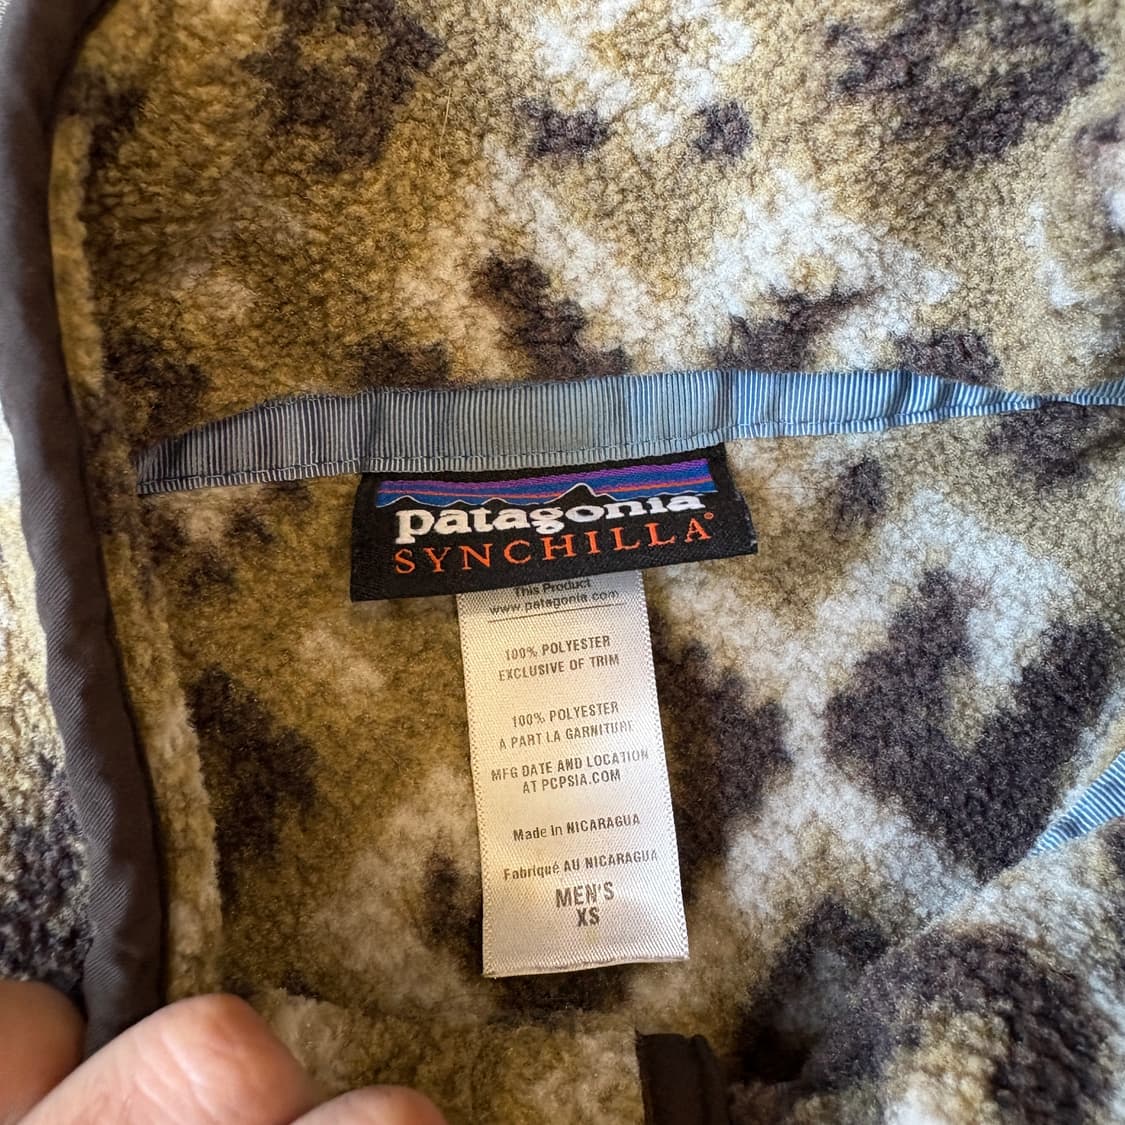 patagonia®
SYNCHILLA
This Product
www.patagonia.com
100% POLYESTER
EXCLUSIVE OF TRIM
100% POLYESTER
À PART LA GARNITURE
MFG DATE AND LOCATION
AT PCPSIA.COM
Made in NICARAGUA
Fabriqué AU NICARAGUA
MEN'S
XS